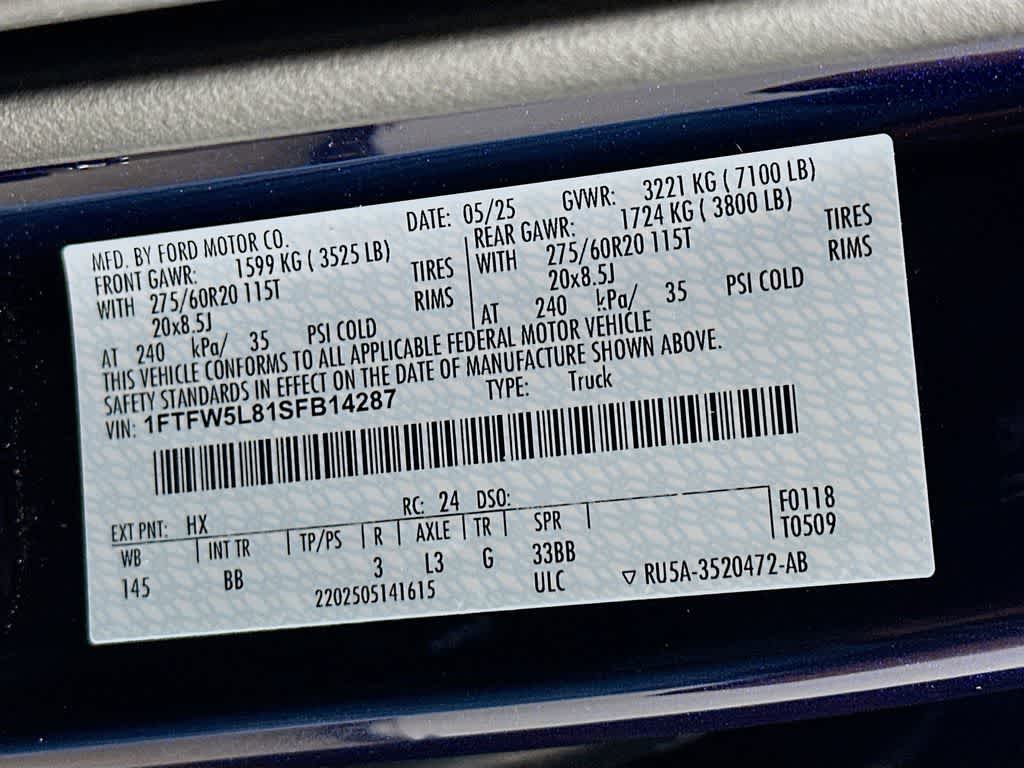 MFD. BY FORD MOTOR CO. DATE: 05/25 GVWR: 3221 KG ( 7100 LB)
FRONT GAWR: 1599 KG ( 3525 LB) REAR GAWR: 1724 KG ( 3800 LB)
WITH 275/60R20 115T TIRES WITH 275/60R20 115T TIRES
20x8.5J RIMS 20x8.5J RIMS
AT 240 kPa/ 35 PSI COLD AT 240 kPa/ 35 PSI COLD
THIS VEHICLE CONFORMS TO ALL APPLICABLE FEDERAL MOTOR VEHICLE
SAFETY STANDARDS IN EFFECT ON THE DATE OF MANUFACTURE SHOWN ABOVE.
VIN: 1FTFW5L81SFB14287 TYPE: Truck
EXT PNT: HX RC: 24 DSO:
WB INT TR TP/PS R AXLE TR SPR F0118
145 BB 3 L3 G 33BB T0509
2202505141615 ULC ▽ RU5A-3520472-AB